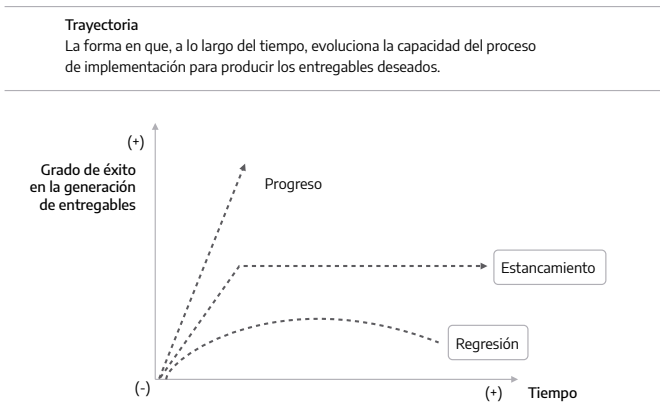 Trayectoria
La forma en que, a lo largo del tiempo, evoluciona la capacidad del proceso
de implementación para producir los entregables deseados.
(+)
Grado de éxito
en la generación
de entregables
Progreso
Estancamiento
Regresión
(-)
(+)
Tiempo